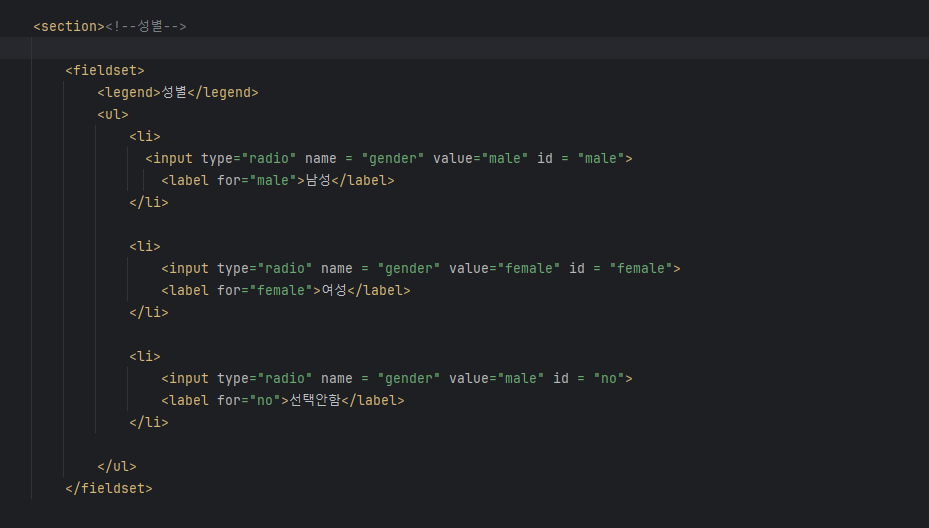 <section><!--성별-->
<fieldset>
<legend>성별</legend>
<ul>
<li>
<input type="radio" name = "gender" value="male" id = "male">
<label for="male">남성</label>
</li>
<li>
<input type="radio" name = "gender" value="female" id = "female">
<label for="female">여성</label>
</li>
<li>
<input type="radio" name = "gender" value="male" id = "no">
<label for="no">선택안함</label>
</li>
</ul>
</fieldset>